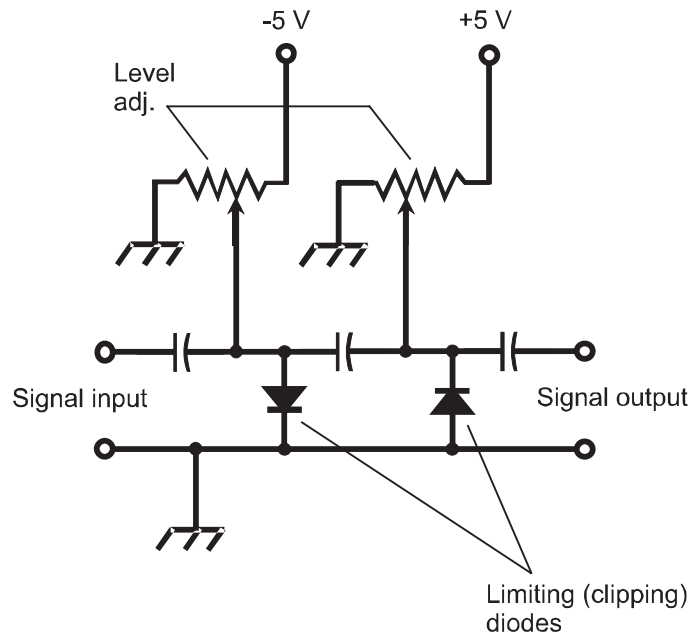 -5 V
+5 V
Level
adj.
Signal input
Signal output
Limiting (clipping)
diodes